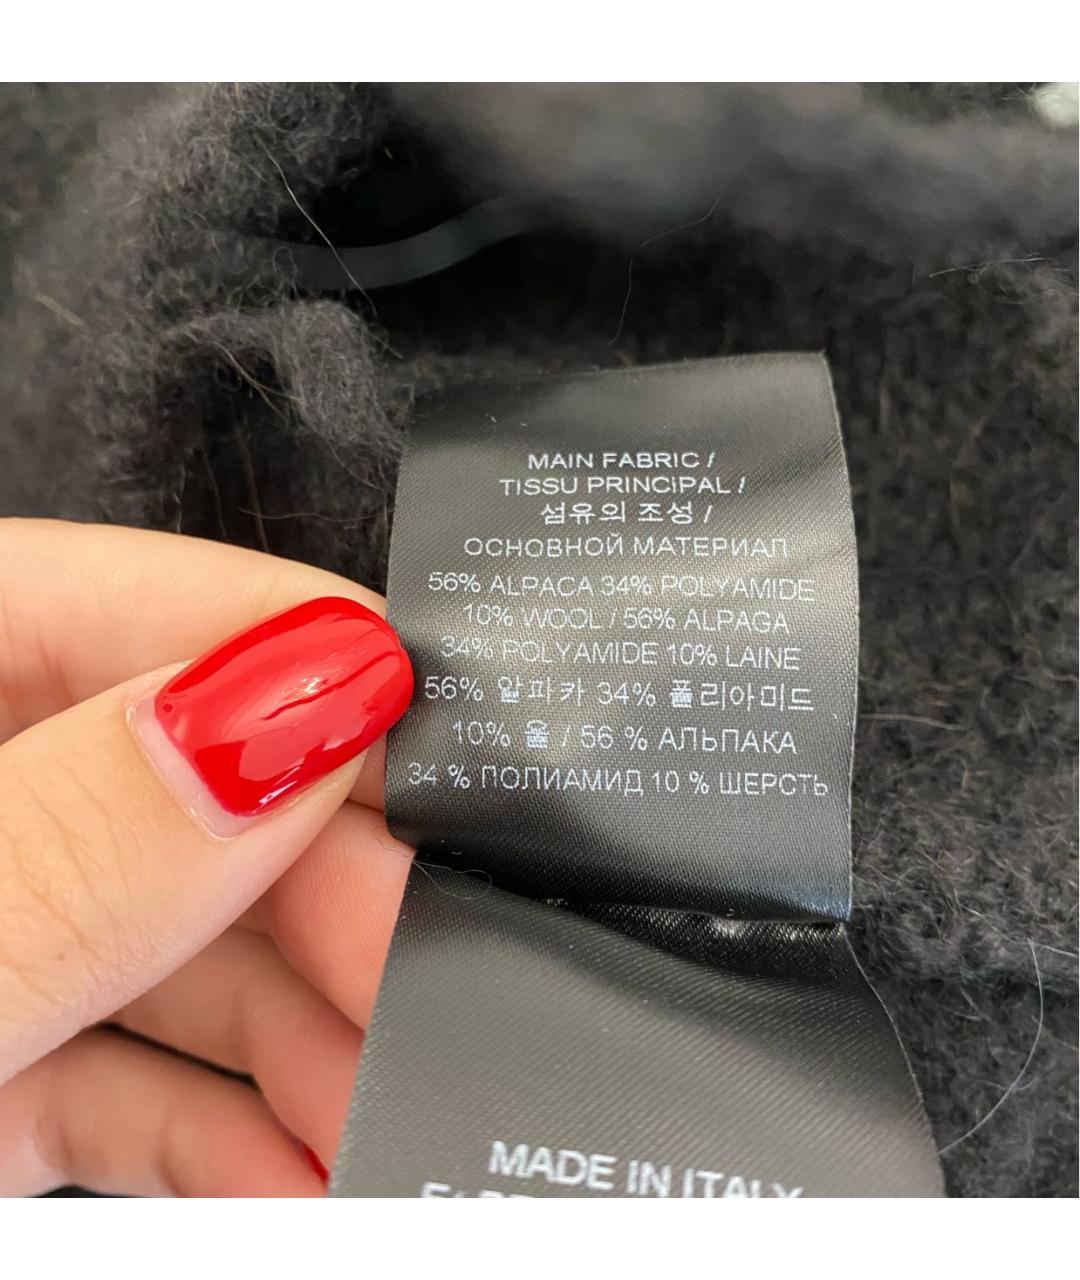 MAIN FABRIC /
TISSU PRINCIPAL /
섬유의 조성 /
ОСНОВНОЙ МАТЕРИАЛ
56% ALPACA 34% POLYAMIDE
10% WOOL / 56% ALPAGA
34% POLYAMIDE 10% LAINE
56% 알파카 34% 폴리아미드
10% 울 / 56 % АЛЬПАКА
34 % ПОЛИАМИД 10 % ШЕРСТЬ
MADE IN ITALY